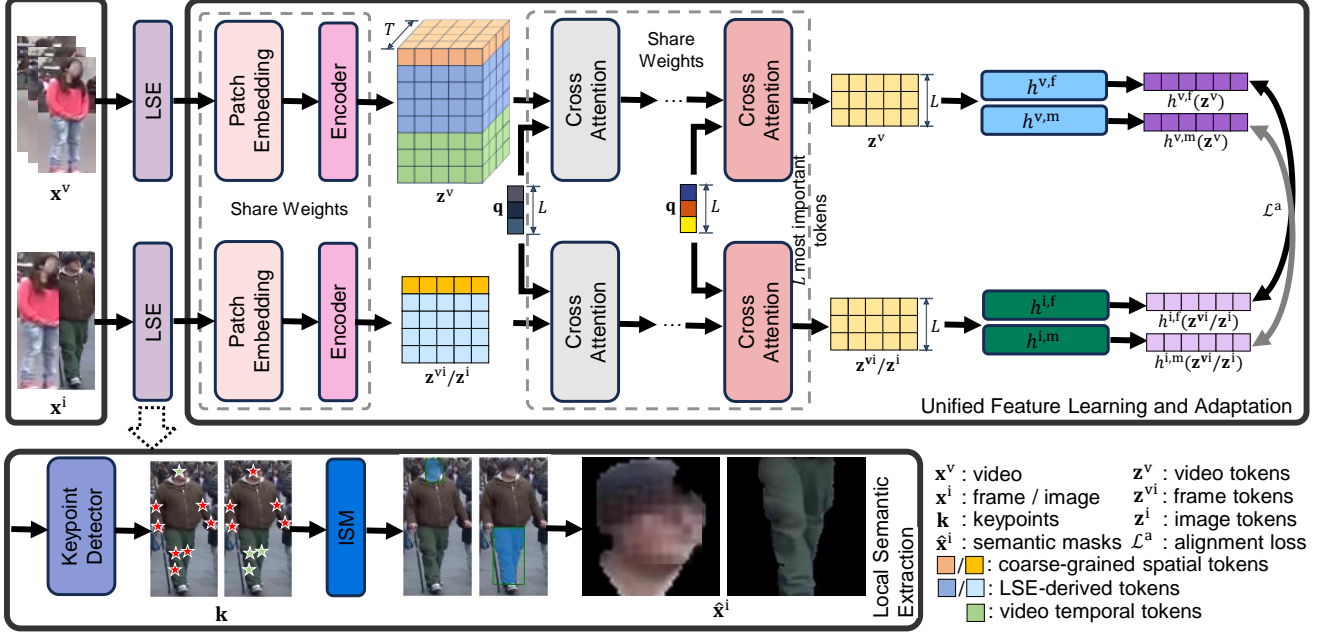 LSE
Patch Embedding
Encoder
T
Cross Attention
...
Share Weights
Cross Attention
L
h^{v,f}
h^{v,m}
h^{v,f}(z^v)
h^{v,m}(z^v)
x^v
z^v
z^v
Share Weights
q
L
q
L
L most important tokens
ℒ^a
LSE
Patch Embedding
Encoder
Cross Attention
...
Cross Attention
L
h^{i,f}
h^{i,m}
h^{i,f}(z^{vi}/z^i)
h^{i,m}(z^{vi}/z^i)
z^{vi}/z^i
z^{vi}/z^i
x^i
Unified Feature Learning and Adaptation
Keypoint Detector
ISM
Local Semantic Extraction
k
x̂^i
x^v : video
z^v : video tokens
x^i : frame / image
z^{vi} : frame tokens
k : keypoints
z^i : image tokens
x̂^i : semantic masks
ℒ^a : alignment loss
/ : coarse-grained spatial tokens
/ : LSE-derived tokens
: video temporal tokens